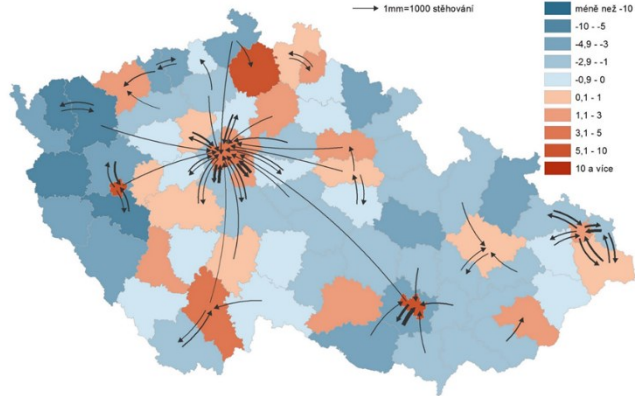 1mm=1000 stěhování
méně než -10
-10 - -5
-4,9 - -3
-2,9 - -1
-0,9 - 0
0,1 - 1
1,1 - 3
3,1 - 5
5,1 - 10
10 a více